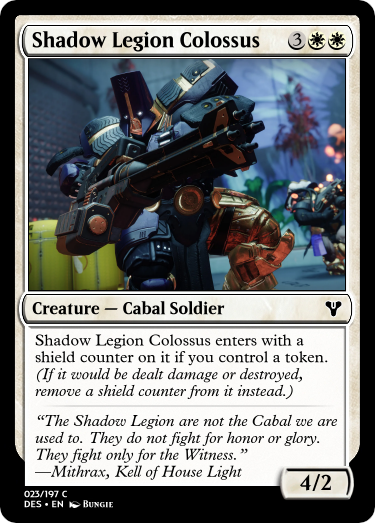 Shadow Legion Colossus 3
Creature — Cabal Soldier
Shadow Legion Colossus enters with a
shield counter on it if you control a token.
(If it would be dealt damage or destroyed,
remove a shield counter from it instead.)
“The Shadow Legion are not the Cabal we are
used to. They do not fight for honor or glory.
They fight only for the Witness.”
—Mithrax, Kell of House Light
4/2
023/197 C
DES • EN Bungie